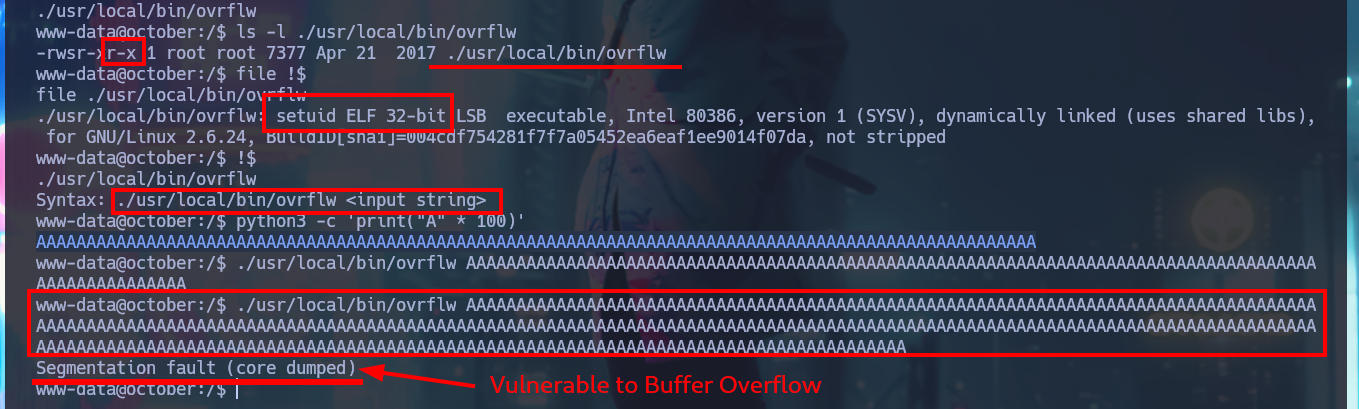 ./usr/local/bin/ovrflw
www-data@october:/$ ls -l ./usr/local/bin/ovrflw
-rwsr-xr-x 1 root root 7377 Apr 21  2017 ./usr/local/bin/ovrflw
www-data@october:/$ file !$
file ./usr/local/bin/ovrflw
./usr/local/bin/ovrflw: setuid ELF 32-bit LSB  executable, Intel 80386, version 1 (SYSV), dynamically linked (uses shared libs),
for GNU/Linux 2.6.24, BuildID[sha1]=004cdf754281f7f7a05452ea6eaf1ee9014f07da, not stripped
www-data@october:/$ !$
./usr/local/bin/ovrflw
Syntax: ./usr/local/bin/ovrflw <input string>
www-data@october:/$ python3 -c 'print("A" * 100)'
AAAAAAAAAAAAAAAAAAAAAAAAAAAAAAAAAAAAAAAAAAAAAAAAAAAAAAAAAAAAAAAAAAAAAAAAAAAAAAAAAAAAAAAAAAAAAAAAAAAA
www-data@october:/$ ./usr/local/bin/ovrflw AAAAAAAAAAAAAAAAAAAAAAAAAAAAAAAAAAAAAAAAAAAAAAAAAAAAAAAAAAAAAAAAAAAAAAAAAAAAAAAAAAAAA
AAAAAAAAAAAAAAA
www-data@october:/$ ./usr/local/bin/ovrflw AAAAAAAAAAAAAAAAAAAAAAAAAAAAAAAAAAAAAAAAAAAAAAAAAAAAAAAAAAAAAAAAAAAAAAAAAAAAAAAAAAAAA
AAAAAAAAAAAAAAAAAAAAAAAAAAAAAAAAAAAAAAAAAAAAAAAAAAAAAAAAAAAAAAAAAAAAAAAAAAAAAAAAAAAAAAAAAAAAAAAAAAAAAAAAAAAAAAAAAAAAAAAAAAAAAAAA
AAAAAAAAAAAAAAAAAAAAAAAAAAAAAAAAAAAAAAAAAAAAAAAAAAAAAAAAAAAAAAAAAAAAAAAAAAAAAAAAAAAAAAA
Segmentation fault (core dumped)
Vulnerable to Buffer Overflow
www-data@october:/$